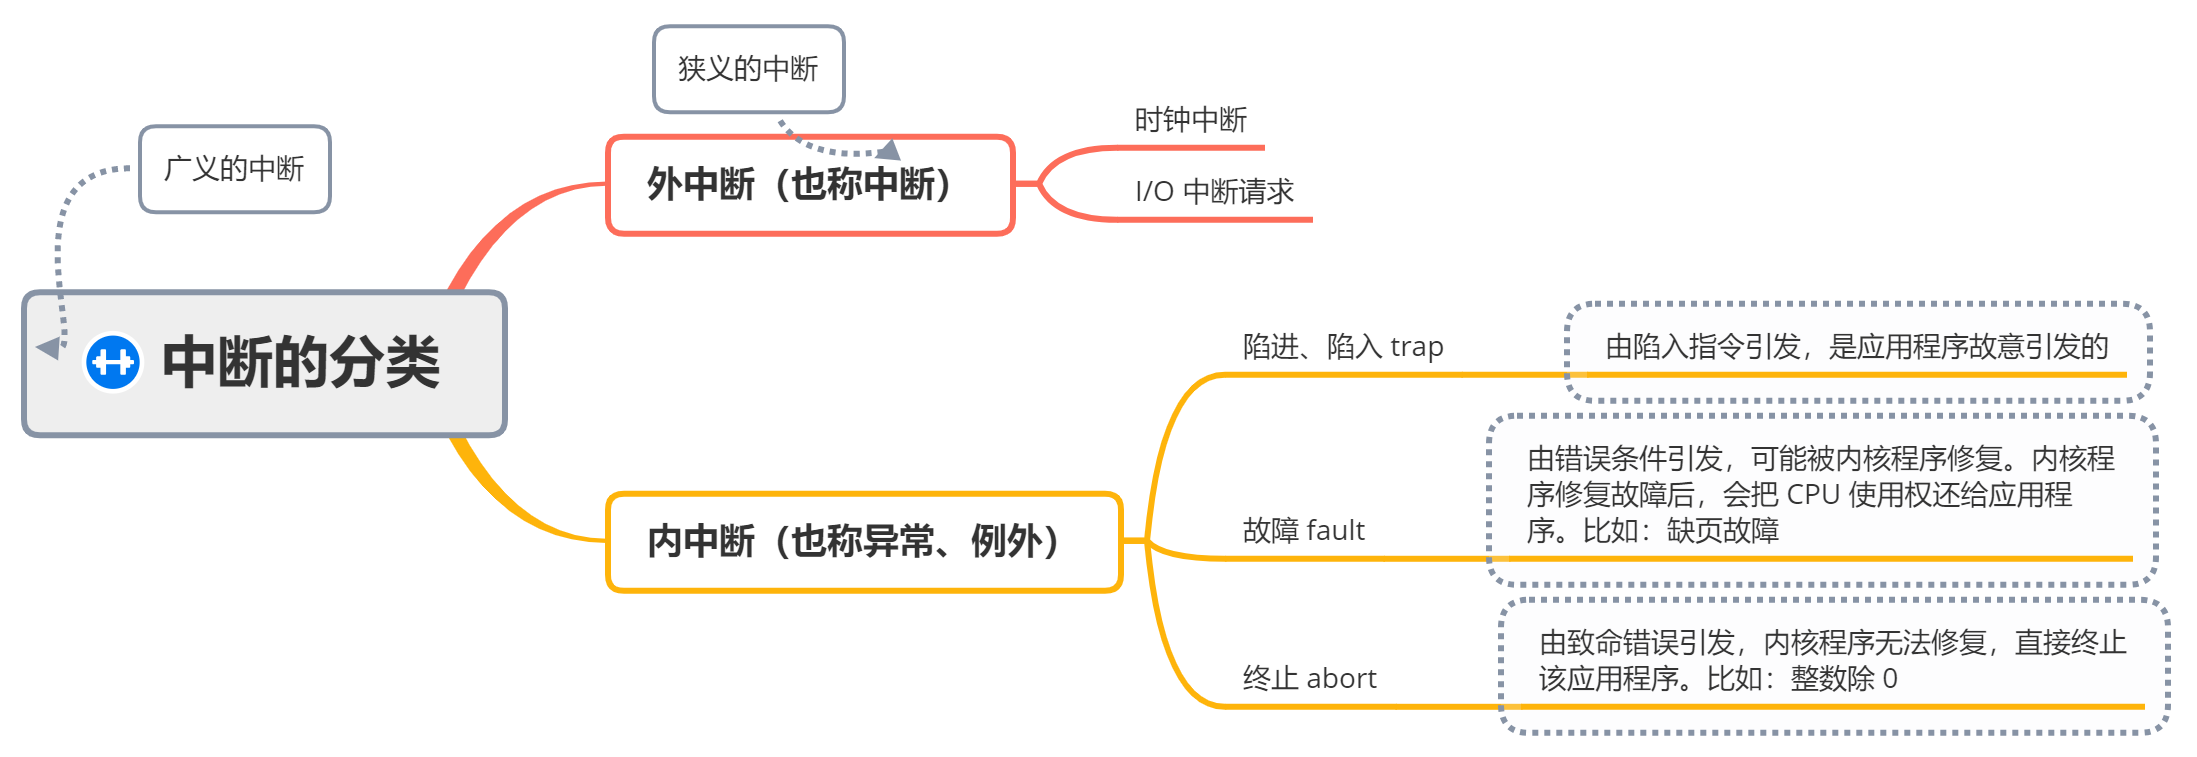 狭义的中断
广义的中断
中断的分类
外中断（也称中断）
时钟中断
I/O 中断请求
内中断（也称异常、例外）
陷进、陷入 trap
由陷入指令引发，是应用程序故意引发的
故障 fault
由错误条件引发，可能被内核程序修复。内核程
序修复故障后，会把 CPU 使用权还给应用程
序。比如：缺页故障
终止 abort
由致命错误引发，内核程序无法修复，直接终止
该应用程序。比如：整数除 0